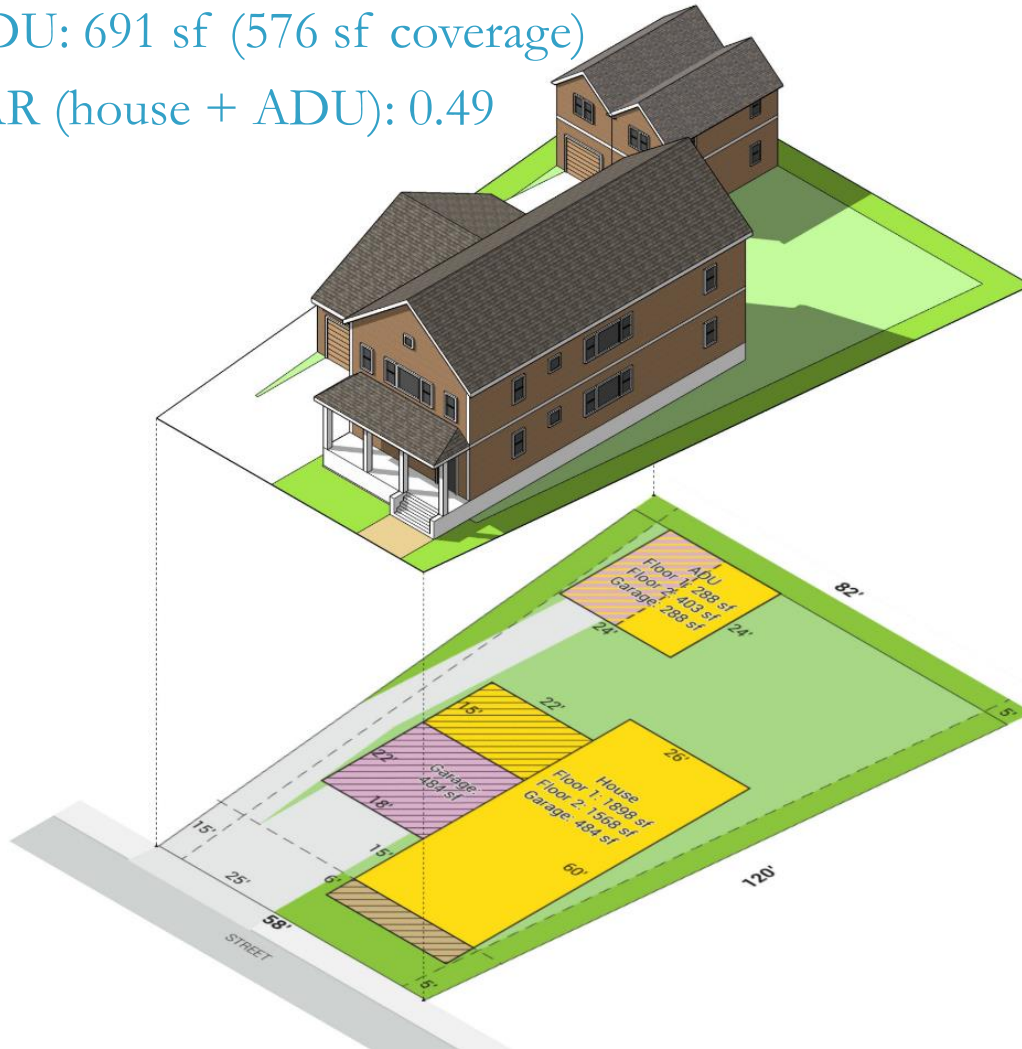 DU: 691 sf (576 sf coverage)
AR (house + ADU): 0.49
ADU
Floor 1: 288 sf
Floor 2: 403 sf
Garage: 288 sf
24'
24'
82'
5'
15'
22'
22'
Garage:
484 sf
18'
26'
House
Floor 1: 1898 sf
Floor 2: 1568 sf
Garage: 484 sf
15'
15'
6'
60'
120'
25'
58'
STREET
5'